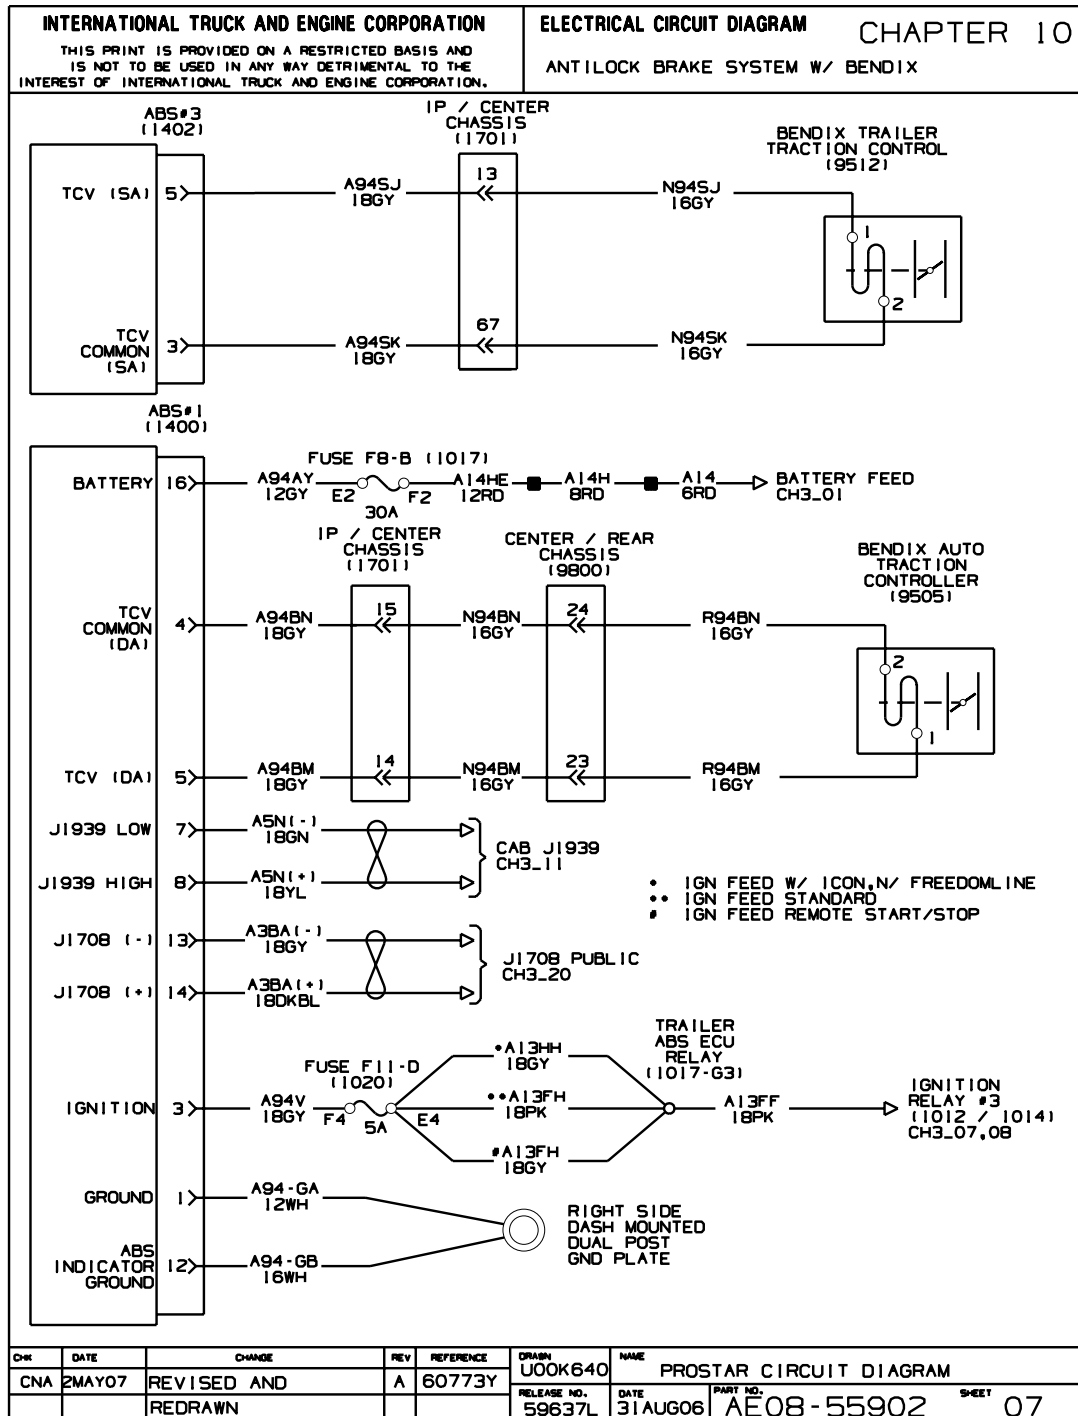 INTERNATIONAL TRUCK AND ENGINE CORPORATION
THIS PRINT IS PROVIDED ON A RESTRICTED BASIS AND
IS NOT TO BE USED IN ANY WAY DETRIMENTAL TO THE
INTEREST OF INTERNATIONAL TRUCK AND ENGINE CORPORATION.
ELECTRICAL CIRCUIT DIAGRAM
CHAPTER 10
ANTILOCK BRAKE SYSTEM W/ BENDIX
ABS#3
(1402)
IP / CENTER
CHASSIS
(1701)
BENDIX TRAILER
TRACTION CONTROL
(9512)
TCV (SA) 5
A94SJ
18GY
13
N94SJ
16GY
1
2
TCV
COMMON
(SA)
3
A94SK
18GY
67
N94SK
16GY
ABS#1
(1400)
BATTERY 16
A94AY
12GY
FUSE F8-B (1017)
E2
F2
30A
A14HE
12RD
A14H
8RD
A14
6RD
BATTERY FEED
CH3_01
IP / CENTER
CHASSIS
(1701)
CENTER / REAR
CHASSIS
(9800)
BENDIX AUTO
TRACTION
CONTROLLER
(9505)
TCV
COMMON
(DA)
4
A94BN
18GY
15
N94BN
16GY
24
R94BN
16GY
2
1
TCV (DA) 5
A94BM
18GY
14
N94BM
16GY
23
R94BM
16GY
J1939 LOW 7
A5N(-)
18GN
J1939 HIGH 8
A5N(+)
18YL
CAB J1939
CH3_11
* IGN FEED W/ ICON,N/ FREEDOMLINE
** IGN FEED STANDARD
# IGN FEED REMOTE START/STOP
J1708 (-) 13
A3BA(-)
18GY
J1708 (+) 14
A3BA(+)
18DKBL
J1708 PUBLIC
CH3_20
IGNITION 3
A94V
18GY
FUSE F11-D
(1020)
F4
5A
E4
*A13HH
18GY
**A13FH
18PK
#A13FH
18GY
TRAILER
ABS ECU
RELAY
(1017-G3)
A13FF
18PK
IGNITION
RELAY #3
(1012 / 1014)
CH3_07,08
GROUND 1
A94-GA
12WH
ABS
INDICATOR
GROUND
12
A94-GB
16WH
RIGHT SIDE
DASH MOUNTED
DUAL POST
GND PLATE
CHK DATE CHANGE REV REFERENCE
CNA 2MAY07 REVISED AND A 60773Y
REDRAWN
DRAWN
U00K640
NAME
PROSTAR CIRCUIT DIAGRAM
RELEASE NO.
59637L
DATE
31AUG06
PART NO.
AE08-55902
SHEET
07